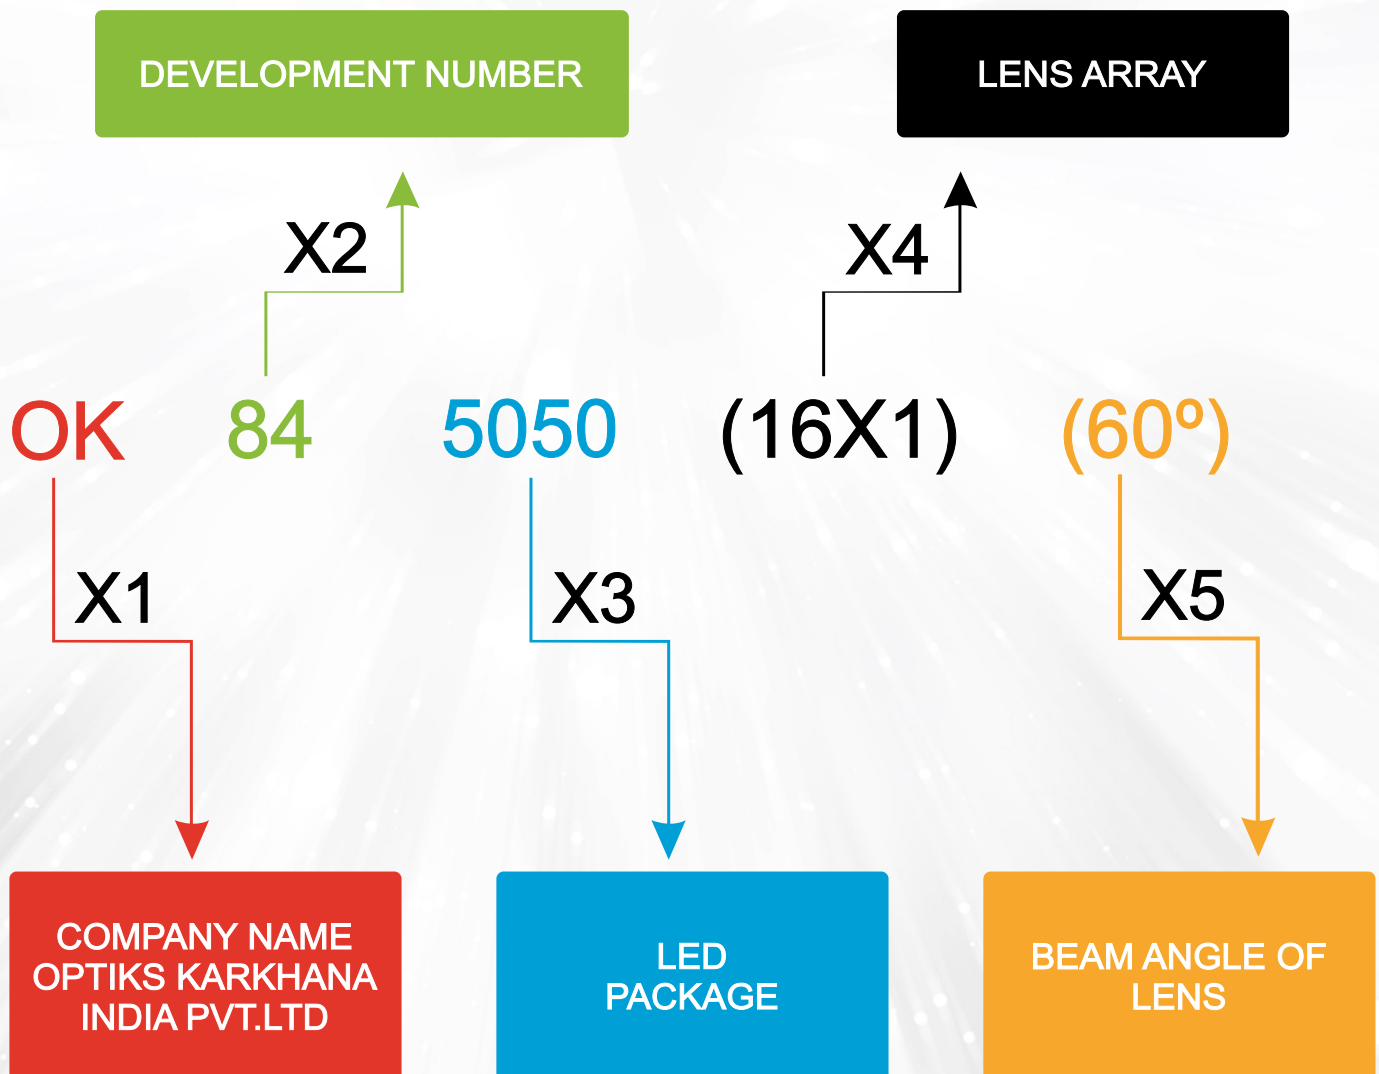 DEVELOPMENT NUMBER
LENS ARRAY
X2
X4
OK 84 5050 (16X1) (60º)
X1
X3
X5
COMPANY NAME
OPTIKS KARKHANA
INDIA PVT.LTD
LED
PACKAGE
BEAM ANGLE OF
LENS